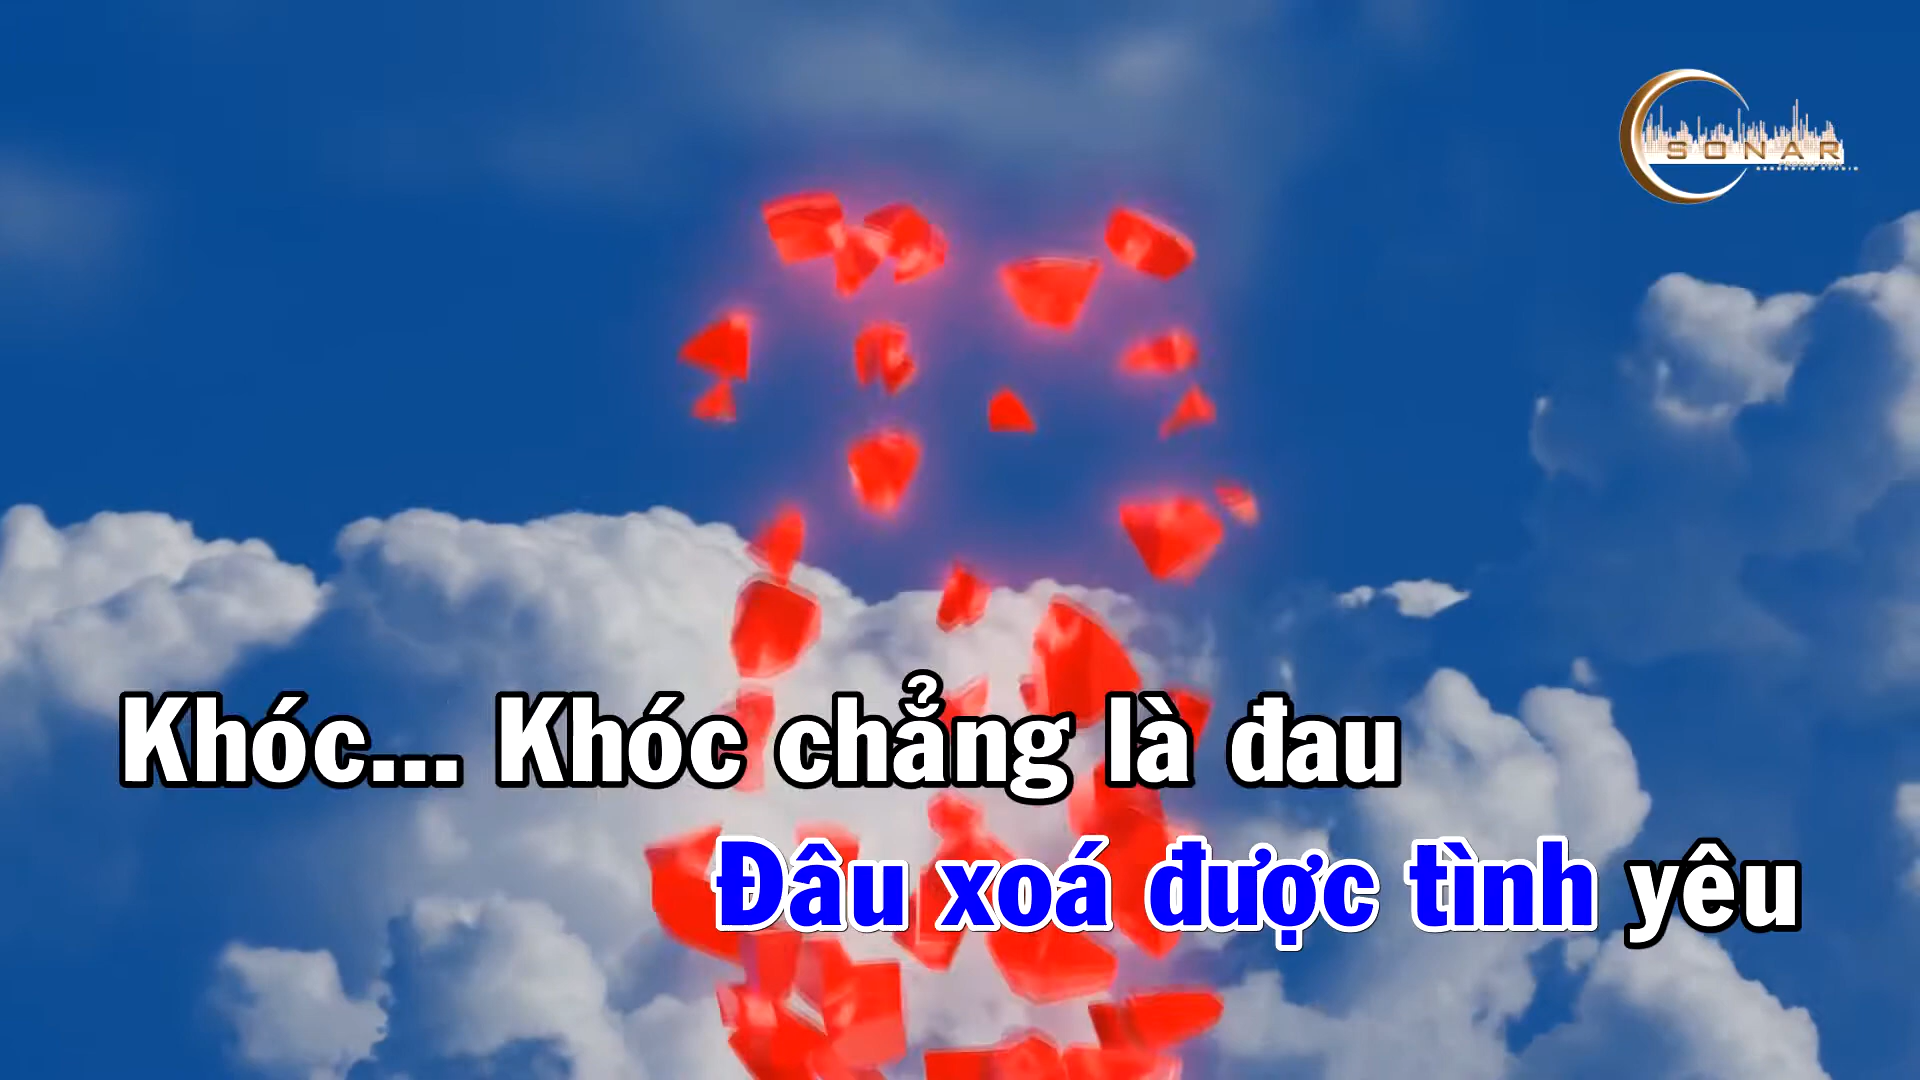 SONAR
Khóc... Khóc chẳng là đau
Đâu xoá được tình yêu